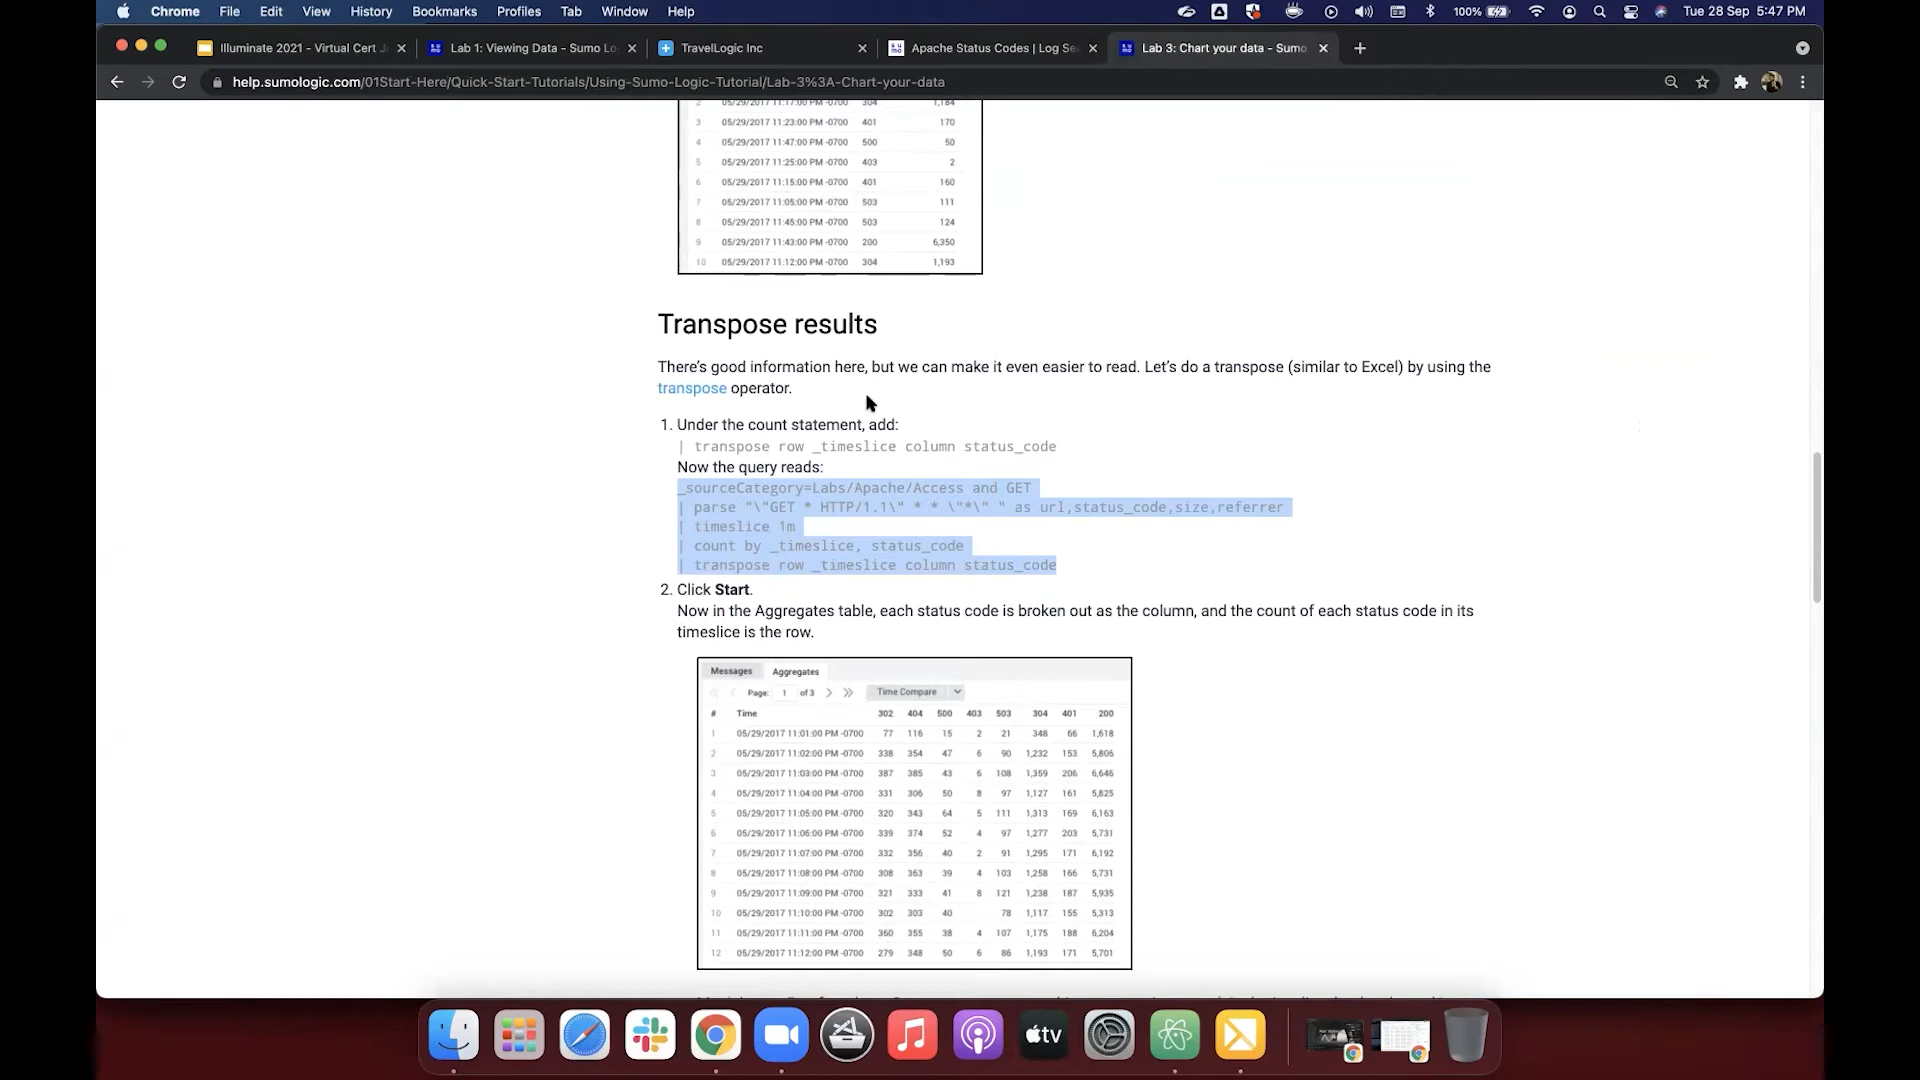 Chrome File Edit View History Bookmarks Profiles Tab Window Help 100% Tue 28 Sep 5:47 PM
Illuminate 2021 - Virtual Cert J Lab 1: Viewing Data - Sumo Lo TravelLogic Inc Apache Status Codes | Log Se Lab 3: Chart your data - Sumo
help.sumologic.com/01Start-Here/Quick-Start-Tutorials/Using-Sumo-Logic-Tutorial/Lab-3%3A-Chart-your-data
2 05/29/2017 11:17:00 PM -0700 304 1,184
3 05/29/2017 11:23:00 PM -0700 401 170
4 05/29/2017 11:47:00 PM -0700 500 50
5 05/29/2017 11:25:00 PM -0700 403 2
6 05/29/2017 11:15:00 PM -0700 401 160
7 05/29/2017 11:05:00 PM -0700 503 111
8 05/29/2017 11:45:00 PM -0700 503 124
9 05/29/2017 11:43:00 PM -0700 200 6,350
10 05/29/2017 11:12:00 PM -0700 304 1,193
Transpose results
There's good information here, but we can make it even easier to read. Let's do a transpose (similar to Excel) by using the
transpose operator.
1. Under the count statement, add:
| transpose row _timeslice column status_code
Now the query reads:
_sourceCategory=Labs/Apache/Access and GET
| parse "\"GET * HTTP/1.1\" * * \"*\" " as url,status_code,size,referrer
| timeslice 1m
| count by _timeslice, status_code
| transpose row _timeslice column status_code
2. Click Start.
Now in the Aggregates table, each status code is broken out as the column, and the count of each status code in its
timeslice is the row.
Messages Aggregates
Page: 1 of 3 Time Compare
# Time 302 404 500 403 503 304 401 200
1 05/29/2017 11:01:00 PM -0700 77 116 15 2 21 348 66 1,618
2 05/29/2017 11:02:00 PM -0700 338 354 47 6 90 1,232 153 5,806
3 05/29/2017 11:03:00 PM -0700 387 385 43 6 108 1,359 206 6,646
4 05/29/2017 11:04:00 PM -0700 331 306 50 8 97 1,127 161 5,825
5 05/29/2017 11:05:00 PM -0700 320 343 64 5 111 1,313 169 6,163
6 05/29/2017 11:06:00 PM -0700 339 374 52 4 97 1,277 203 5,731
7 05/29/2017 11:07:00 PM -0700 332 356 40 2 91 1,295 171 6,192
8 05/29/2017 11:08:00 PM -0700 308 363 39 4 103 1,258 166 5,731
9 05/29/2017 11:09:00 PM -0700 321 333 41 8 121 1,238 187 5,935
10 05/29/2017 11:10:00 PM -0700 302 303 40 78 1,117 155 5,313
11 05/29/2017 11:11:00 PM -0700 360 355 38 4 107 1,175 188 6,204
12 05/29/2017 11:12:00 PM -0700 279 348 50 6 86 1,193 171 5,701
tv